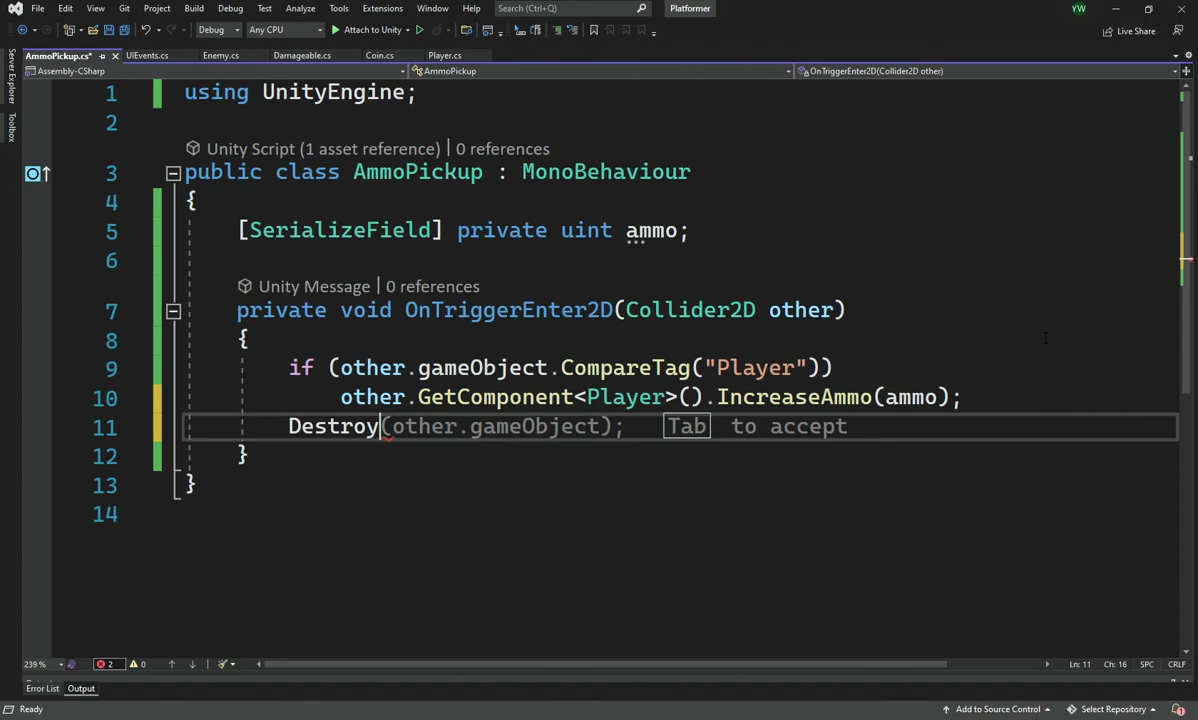 File Edit View Git Project Build Debug Test Analyze Tools Extensions Window Help Search (Ctrl+Q) Platformer YW
Debug Any CPU Attach to Unity Live Share
AmmoPickup.cs* UIEvents.cs Enemy.cs Damageable.cs Coin.cs Player.cs
Assembly-CSharp AmmoPickup OnTriggerEnter2D(Collider2D other)
Server Explorer
Toolbox
1 using UnityEngine;
2
Unity Script (1 asset reference) | 0 references
3 public class AmmoPickup : MonoBehaviour
4 {
5 [SerializeField] private uint ammo;
6
Unity Message | 0 references
7 private void OnTriggerEnter2D(Collider2D other)
8 {
9 if (other.gameObject.CompareTag("Player"))
10 other.GetComponent<Player>().IncreaseAmmo(ammo);
11 Destroy(other.gameObject); Tab to accept
12 }
13 }
14
239 % 2 0 Ln: 11 Ch: 16 SPC CRLF
Error List Output
Ready Add to Source Control Select Repository 1